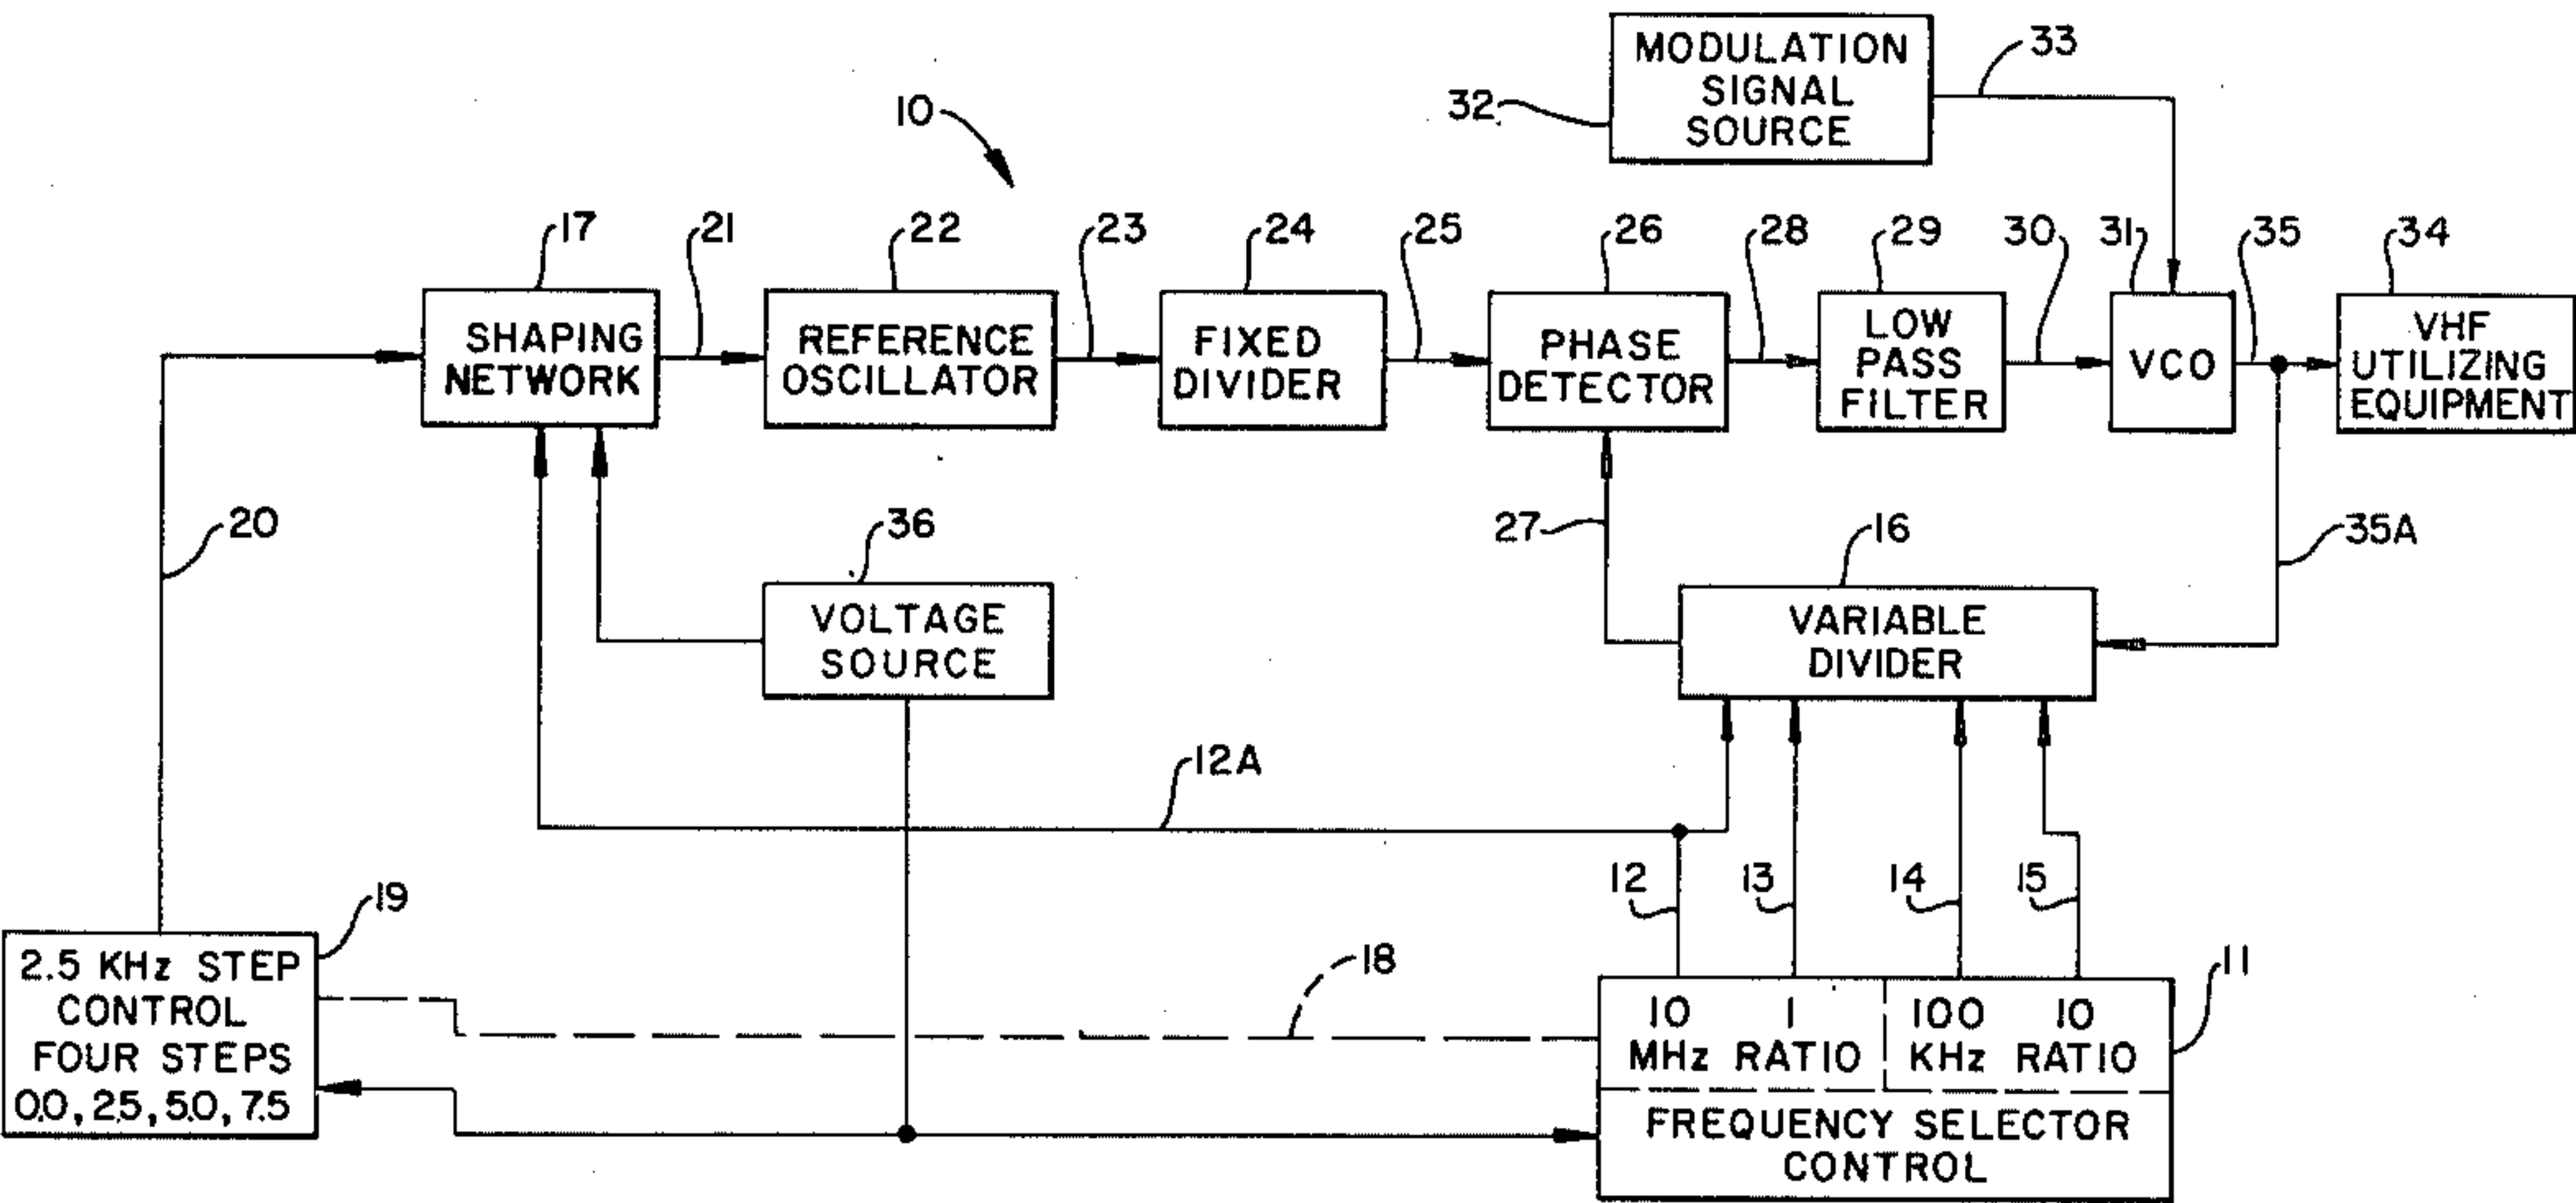 MODULATION
SIGNAL
SOURCE
33
32
10
17
21
22
23
24
25
26
28
29
30
31
35
34
SHAPING
NETWORK
REFERENCE
OSCILLATOR
FIXED
DIVIDER
PHASE
DETECTOR
LOW
PASS
FILTER
VCO
VHF
UTILIZING
EQUIPMENT
20
36
27
16
35A
VOLTAGE
SOURCE
VARIABLE
DIVIDER
12A
19
12
13
14
15
2.5 KHz STEP
CONTROL
FOUR STEPS
0.0, 2.5, 5.0, 7.5
18
11
10 1 100 10
MHz RATIO KHz RATIO
FREQUENCY SELECTOR
CONTROL